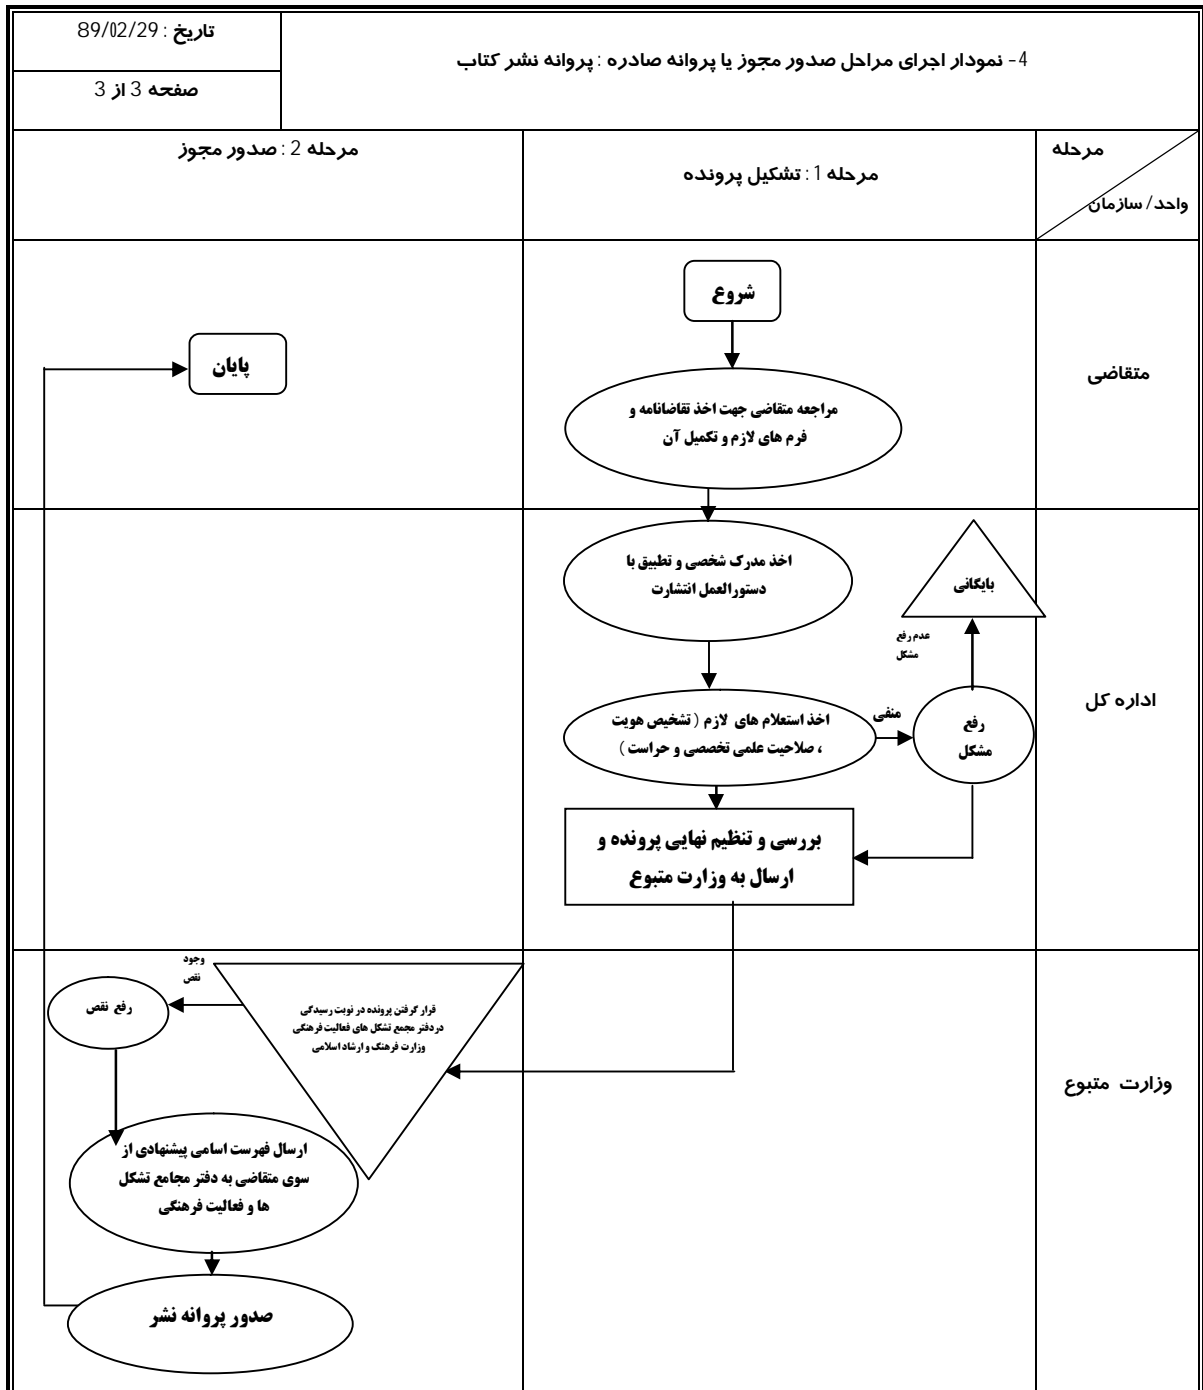 تاریخ : 89/02/29
4- نمودار اجرای مراحل صدور مجوز یا پروانه صادره : پروانه نشر کتاب
صفحه 3 از 3
مرحله
واحد/ سازمان
مرحله 1 : تشکیل پرونده
مرحله 2 : صدور مجوز
متقاضی
شروع
مراجعه متقاضی جهت اخذ تقاضانامه و
فرم های لازم و تکمیل آن
پایان
اداره کل
اخذ مدرک شخصی و تطبیق با
دستورالعمل انتشارت
بایگانی
عدم رفع
مشکل
اخذ استعلام های لازم ( تشخیص هویت
، صلاحیت علمی تخصصی و حراست )
منفی
رفع
مشکل
بررسی و تنظیم نهایی پرونده و
ارسال به وزارت متبوع
وزارت متبوع
قرار گرفتن پرونده در نوبت رسیدگی
دردفتر مجمع تشکل های فعالیت فرهنگی
وزارت فرهنگ و ارشاد اسلامی
وجود
نقص
رفع نقص
ارسال فهرست اسامی پیشنهادی از
سوی متقاضی به دفتر مجامع تشکل
ها و فعالیت فرهنگی
صدور پروانه نشر